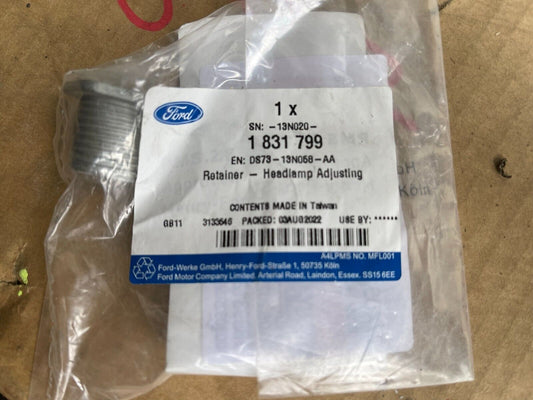 Ford
1 x
SN: -13N020-
1 831 799
EN: DS73-13N058-AA
Retainer - Headlamp Adjusting
CONTENTS MADE IN Taiwan
GB11 3133646 PACKED: 03AUG2022 USE BY: ******
A4LPMS NO. MFL001
Ford-Werke GmbH, Henry-Ford-Straße 1, 50735 Köln
Ford Motor Company Limited. Arterial Road, Laindon, Essex. SS15 6EE
bH
Köln